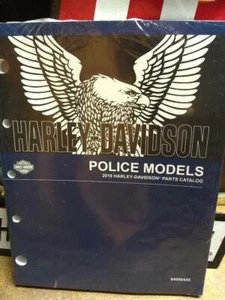 HARLEY-DAVIDSON
POLICE MODELS
2016 HARLEY-DAVIDSON® PARTS CATALOG